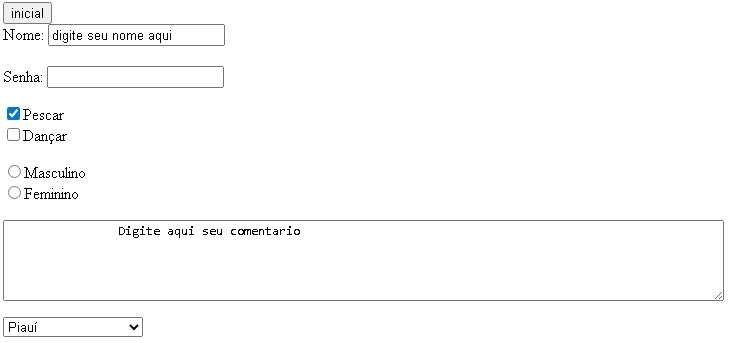 inicial
Nome: digite seu nome aqui
Senha:
Pescar
Dançar
Masculino
Feminino
Digite aqui seu comentario
Piauí